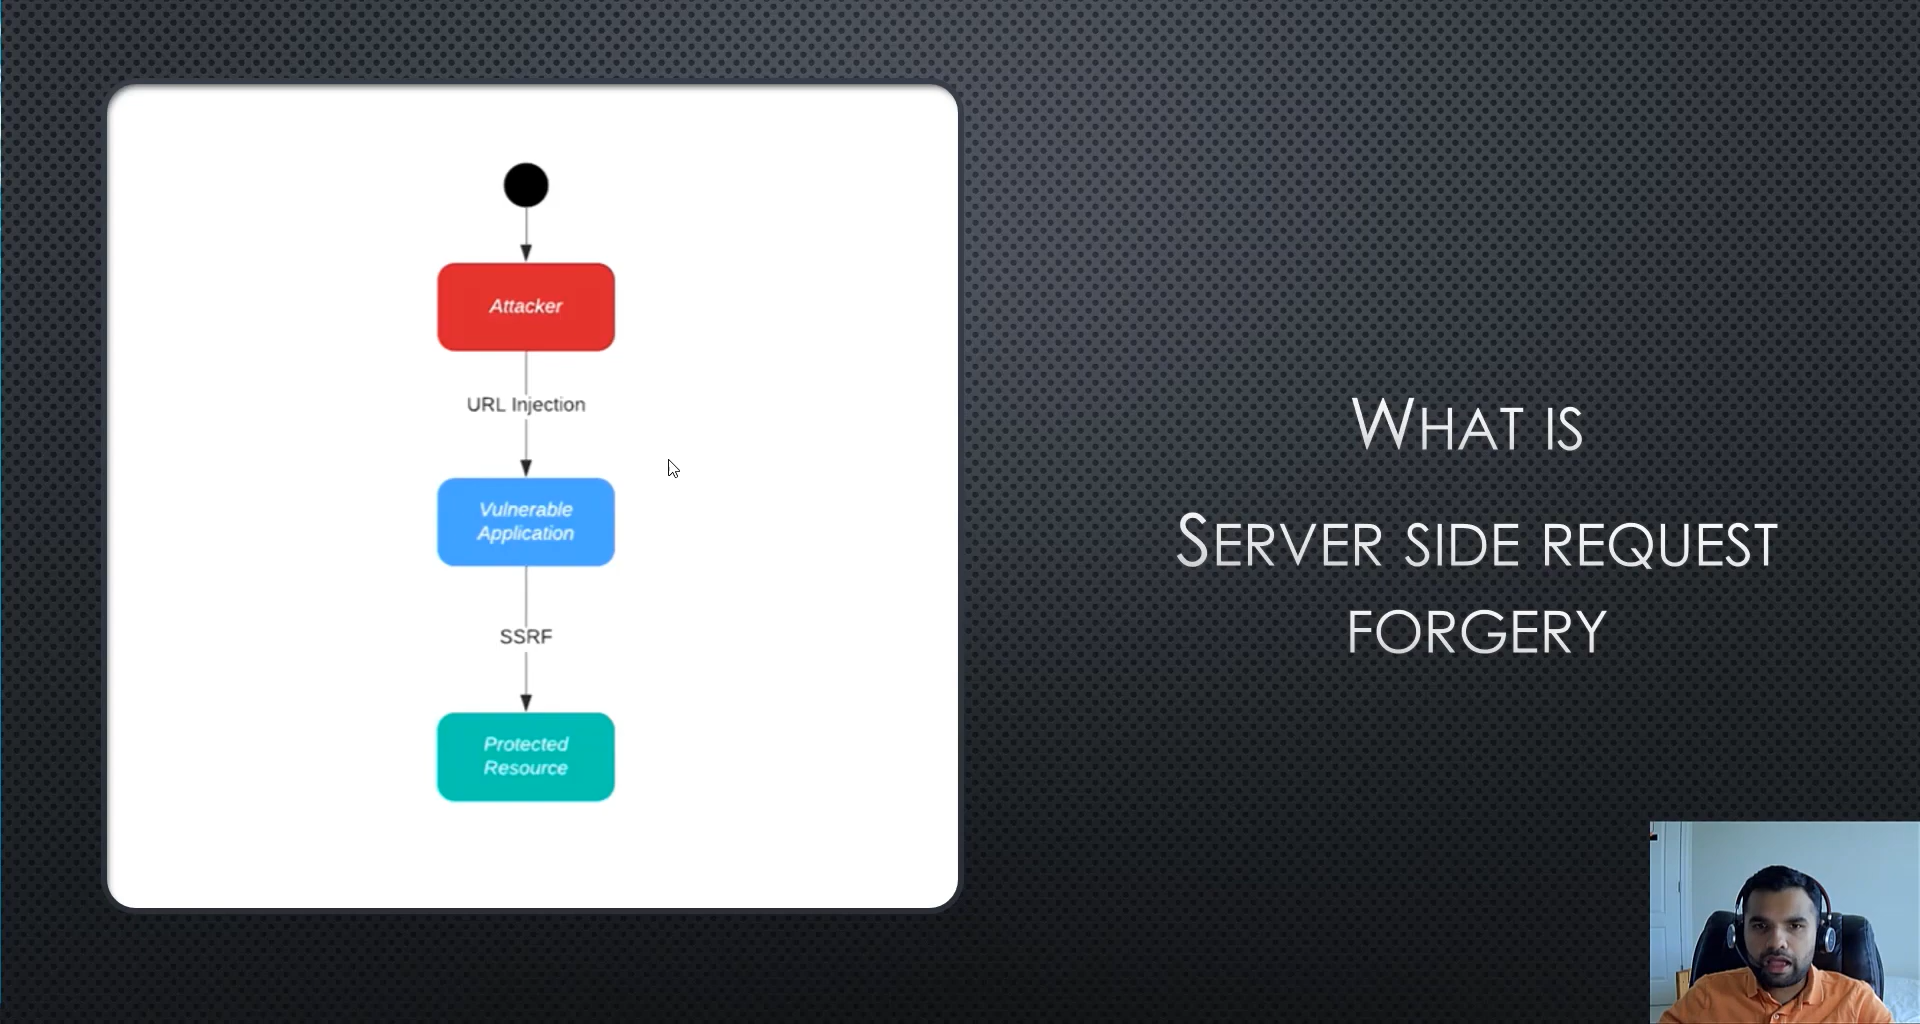 Attacker
URL Injection
Vulnerable
Application
SSRF
Protected
Resource
WHAT IS
SERVER SIDE REQUEST
FORGERY